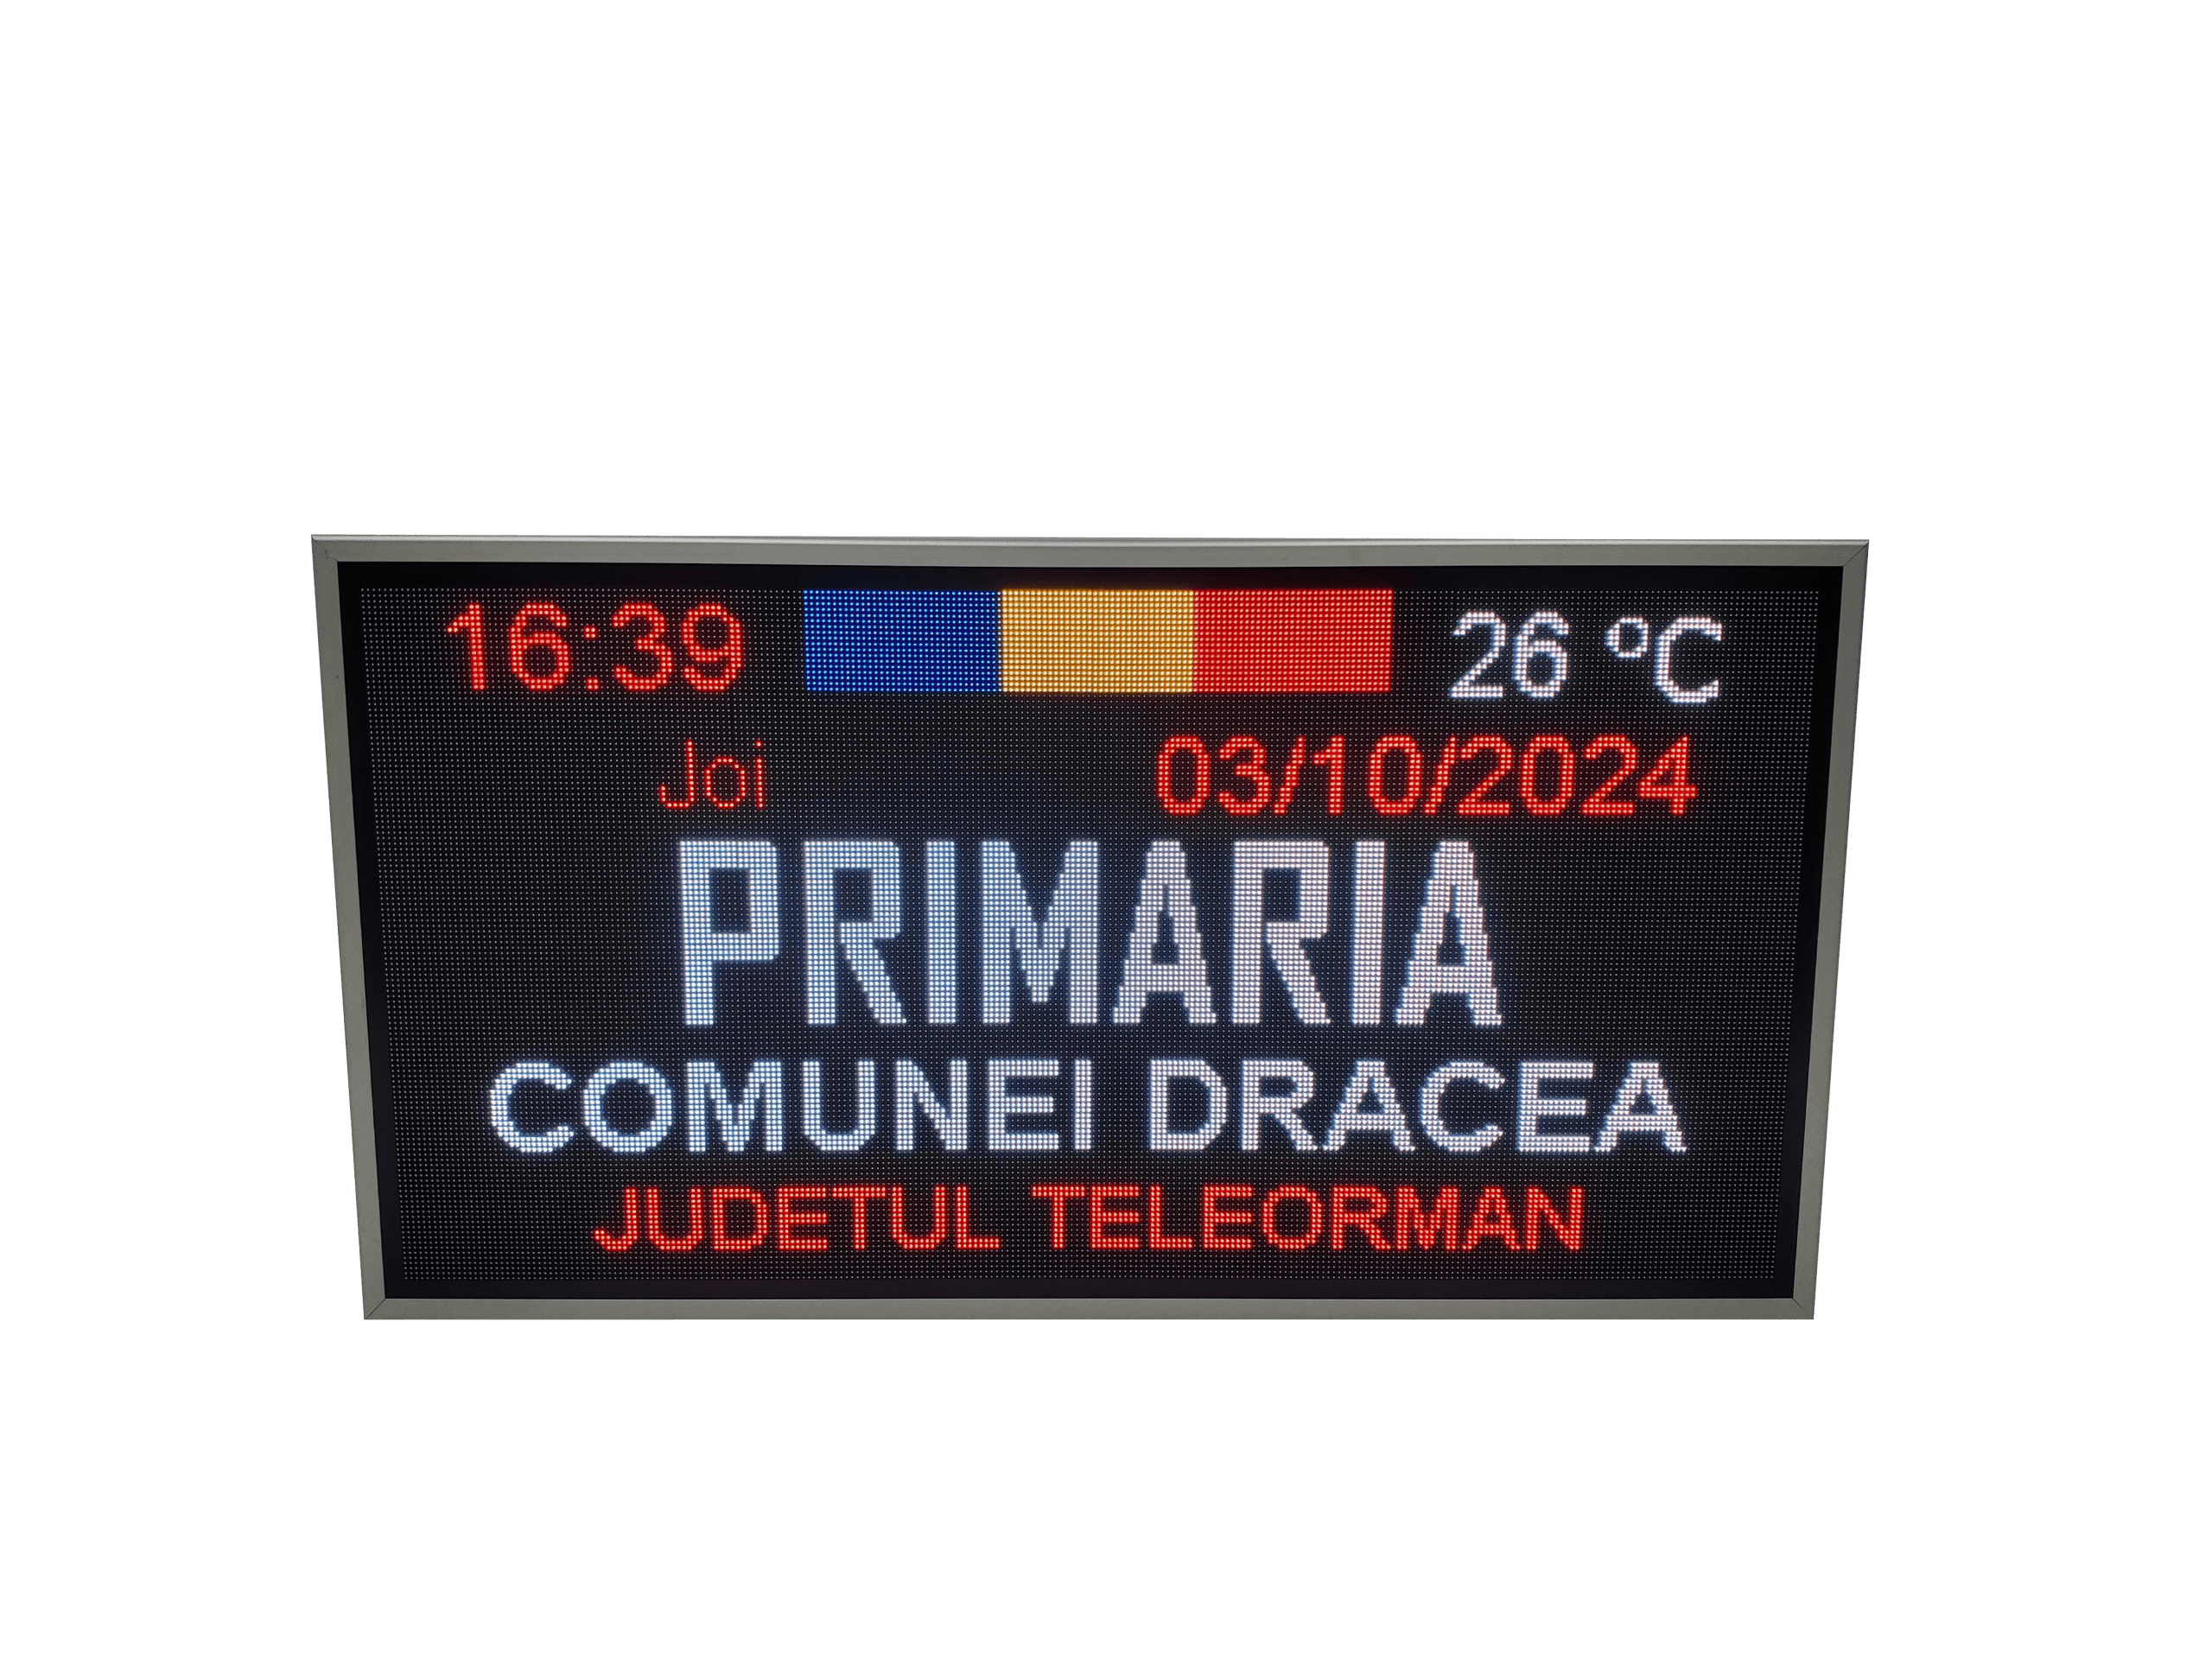 16:39 26 °C
Joi 03/10/2024
PRIMARIA
COMUNEI DRACEA
JUDETUL TELEORMAN